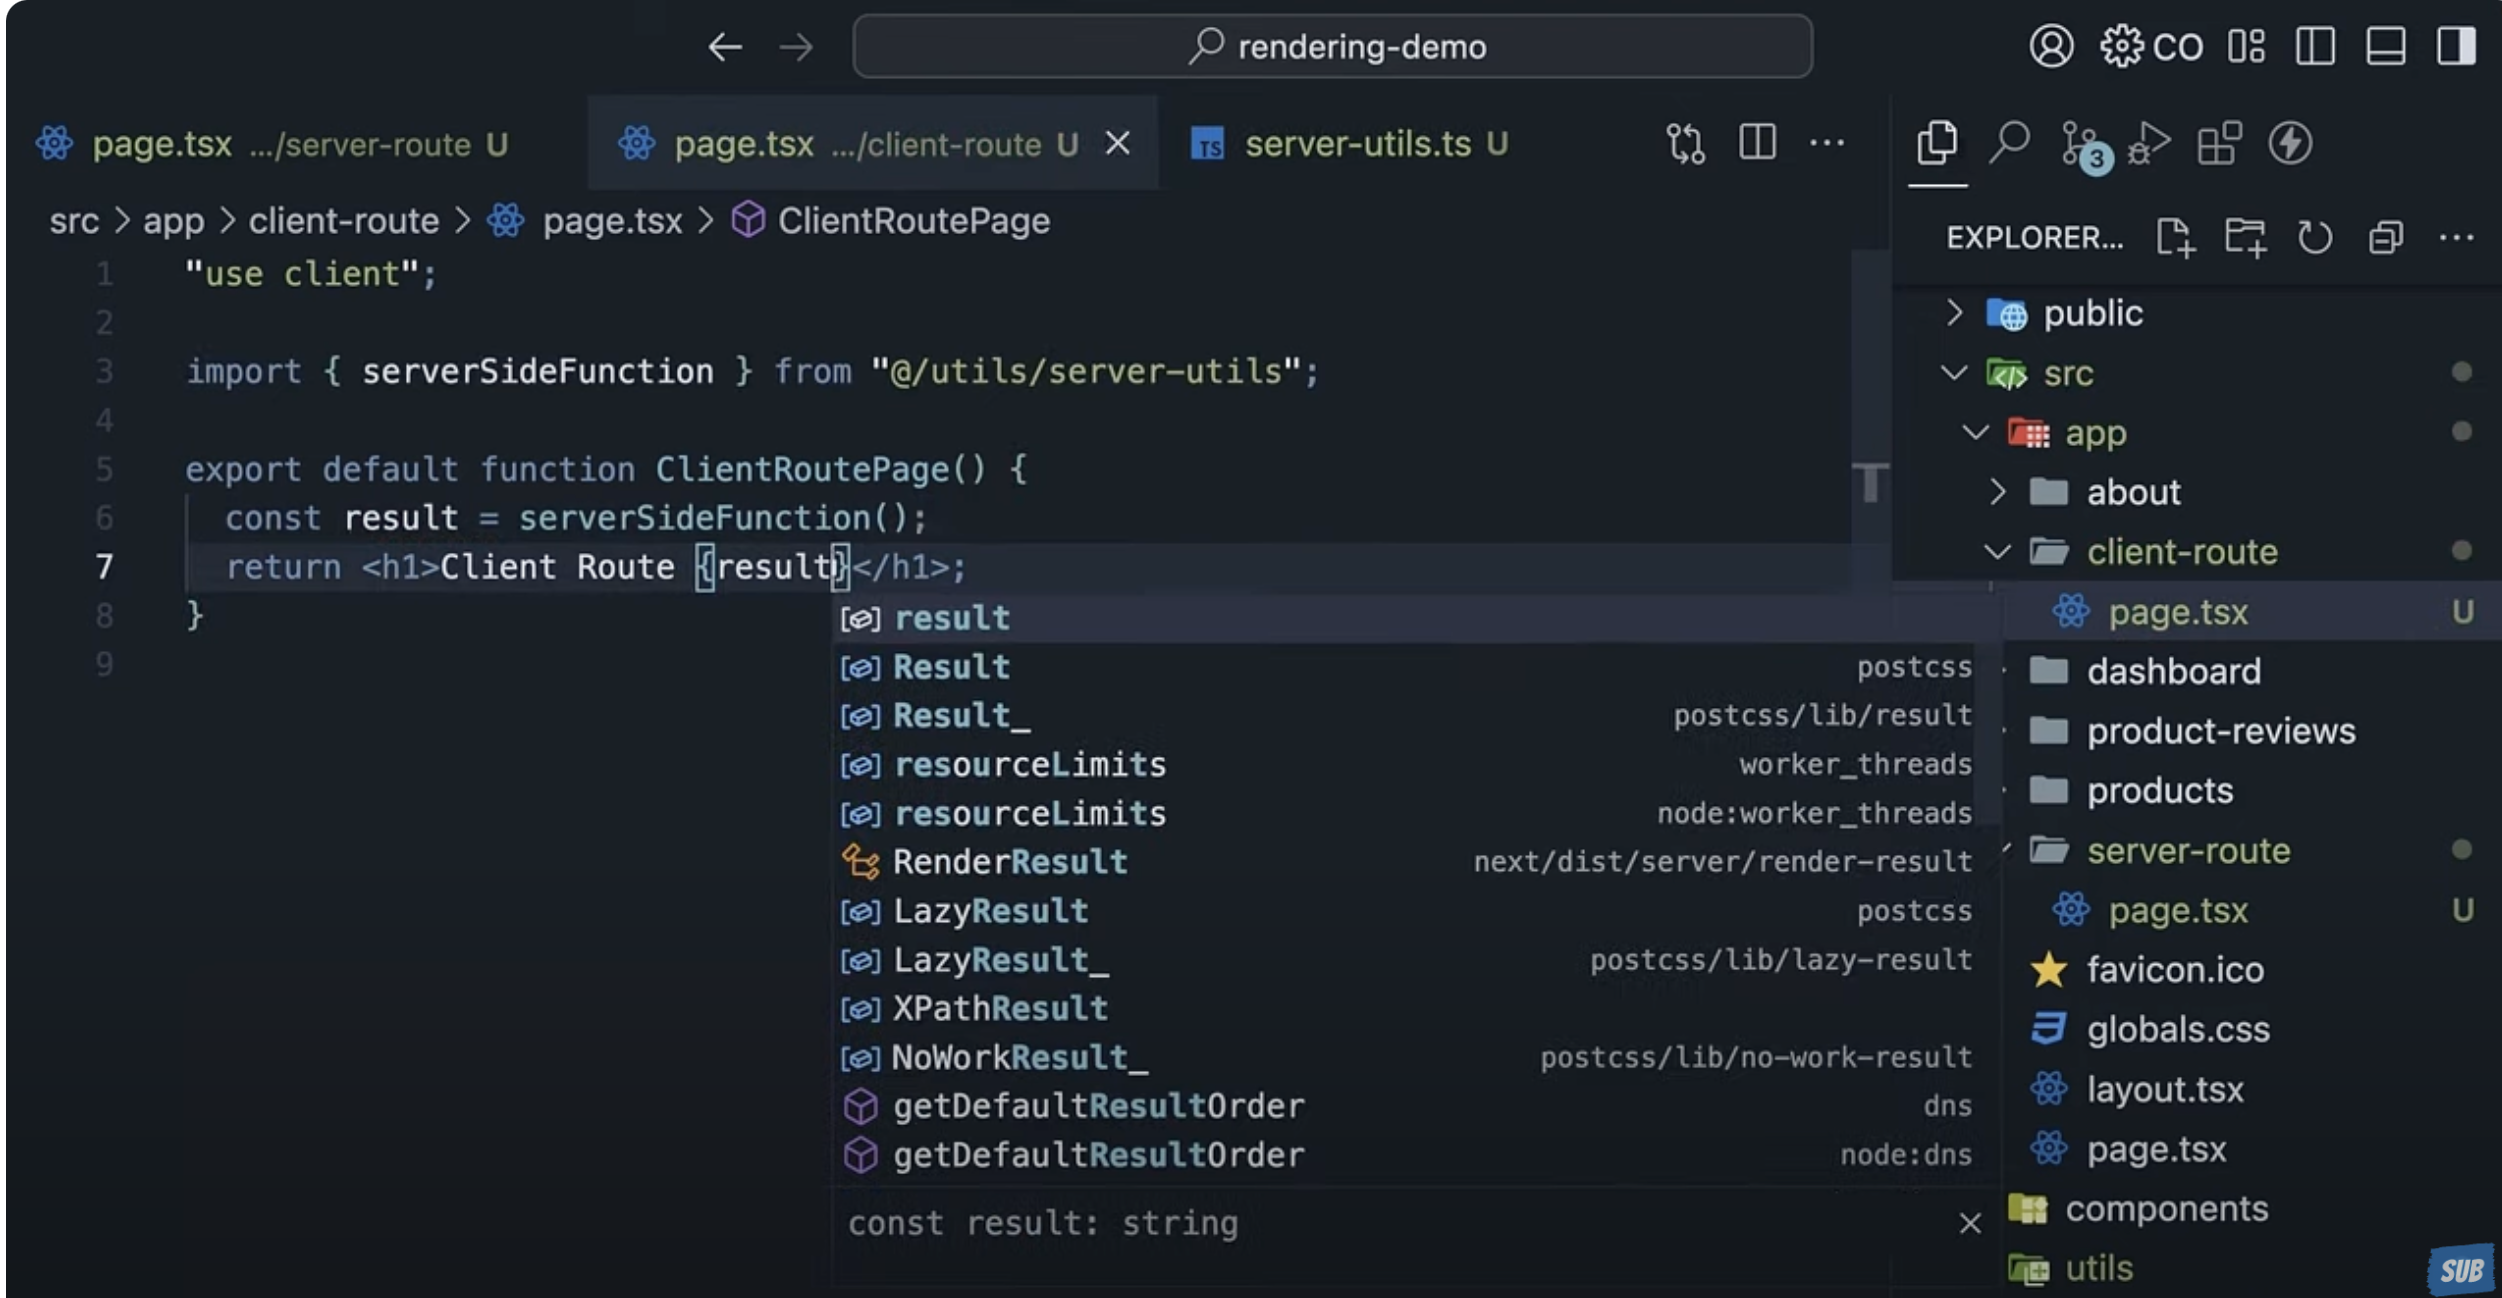 rendering-demo
CO
page.tsx .../server-route U
page.tsx .../client-route U
TS server-utils.ts U
3
src > app > client-route > page.tsx > ClientRoutePage
EXPLORER...
1 "use client";
2
3 import { serverSideFunction } from "@/utils/server-utils";
4
5 export default function ClientRoutePage() {
6 const result = serverSideFunction();
7 return <h1>Client Route {result}</h1>;
8 }
9
result
Result postcss
Result_ postcss/lib/result
resourceLimits worker_threads
resourceLimits node:worker_threads
RenderResult next/dist/server/render-result
LazyResult postcss
LazyResult_ postcss/lib/lazy-result
XPathResult
NoWorkResult_ postcss/lib/no-work-result
getDefaultResultOrder dns
getDefaultResultOrder node:dns
const result: string
public
src
app
about
client-route
page.tsx U
dashboard
product-reviews
products
server-route
page.tsx U
favicon.ico
globals.css
layout.tsx
page.tsx
components
utils
SUB